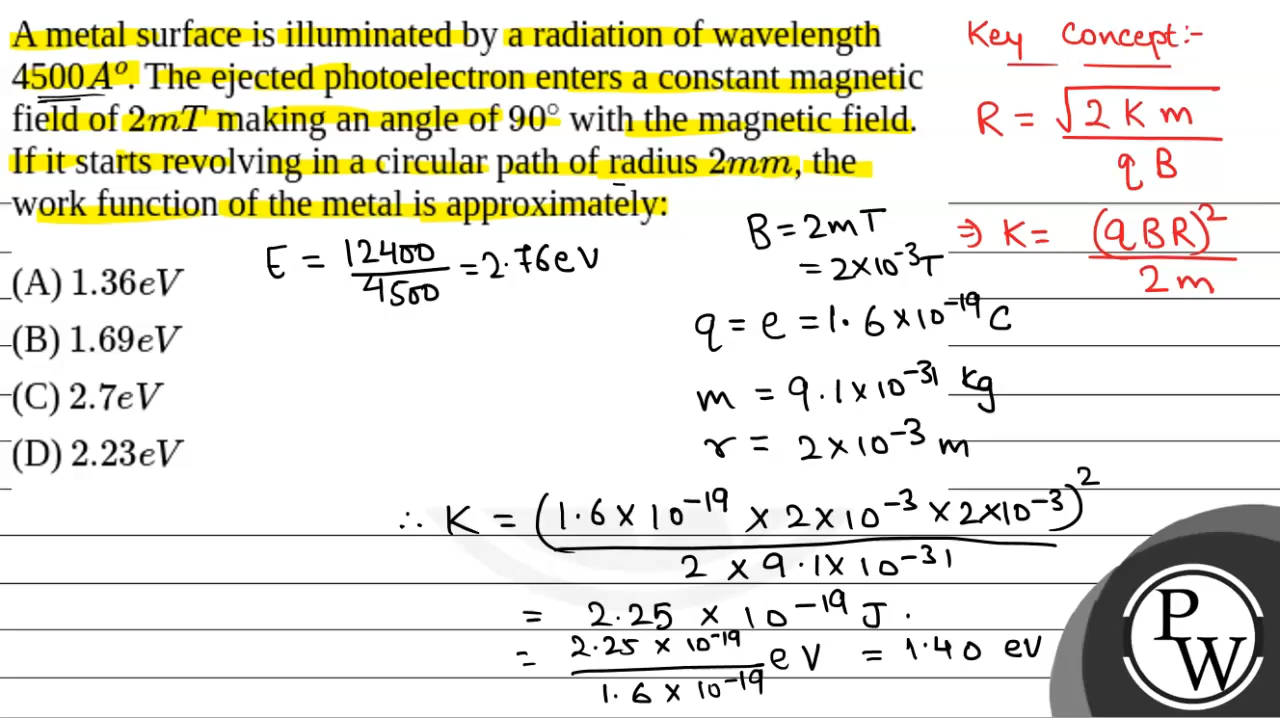 A metal surface is illuminated by a radiation of wavelength
4500 A°. The ejected photoelectron enters a constant magnetic
field of 2mT making an angle of 90° with the magnetic field.
If it starts revolving in a circular path of radius 2mm, the
work function of the metal is approximately:
(A) 1.36eV
(B) 1.69eV
(C) 2.7eV
(D) 2.23eV
E = 12400/4500 = 2.76eV
Key Concept:-
R = √(2Km)/qB
⇒ K = (qBR)²/2m
B = 2mT
= 2×10⁻³T
q = e = 1.6×10⁻¹⁹ C
m = 9.1×10⁻³¹ kg
r = 2×10⁻³ m
∴ K = (1.6×10⁻¹⁹ × 2×10⁻³ × 2×10⁻³)²/2 × 9.1×10⁻³¹
= 2.25 × 10⁻¹⁹ J.
= 2.25 × 10⁻¹⁹/1.6 × 10⁻¹⁹ eV = 1.40 eV
PW